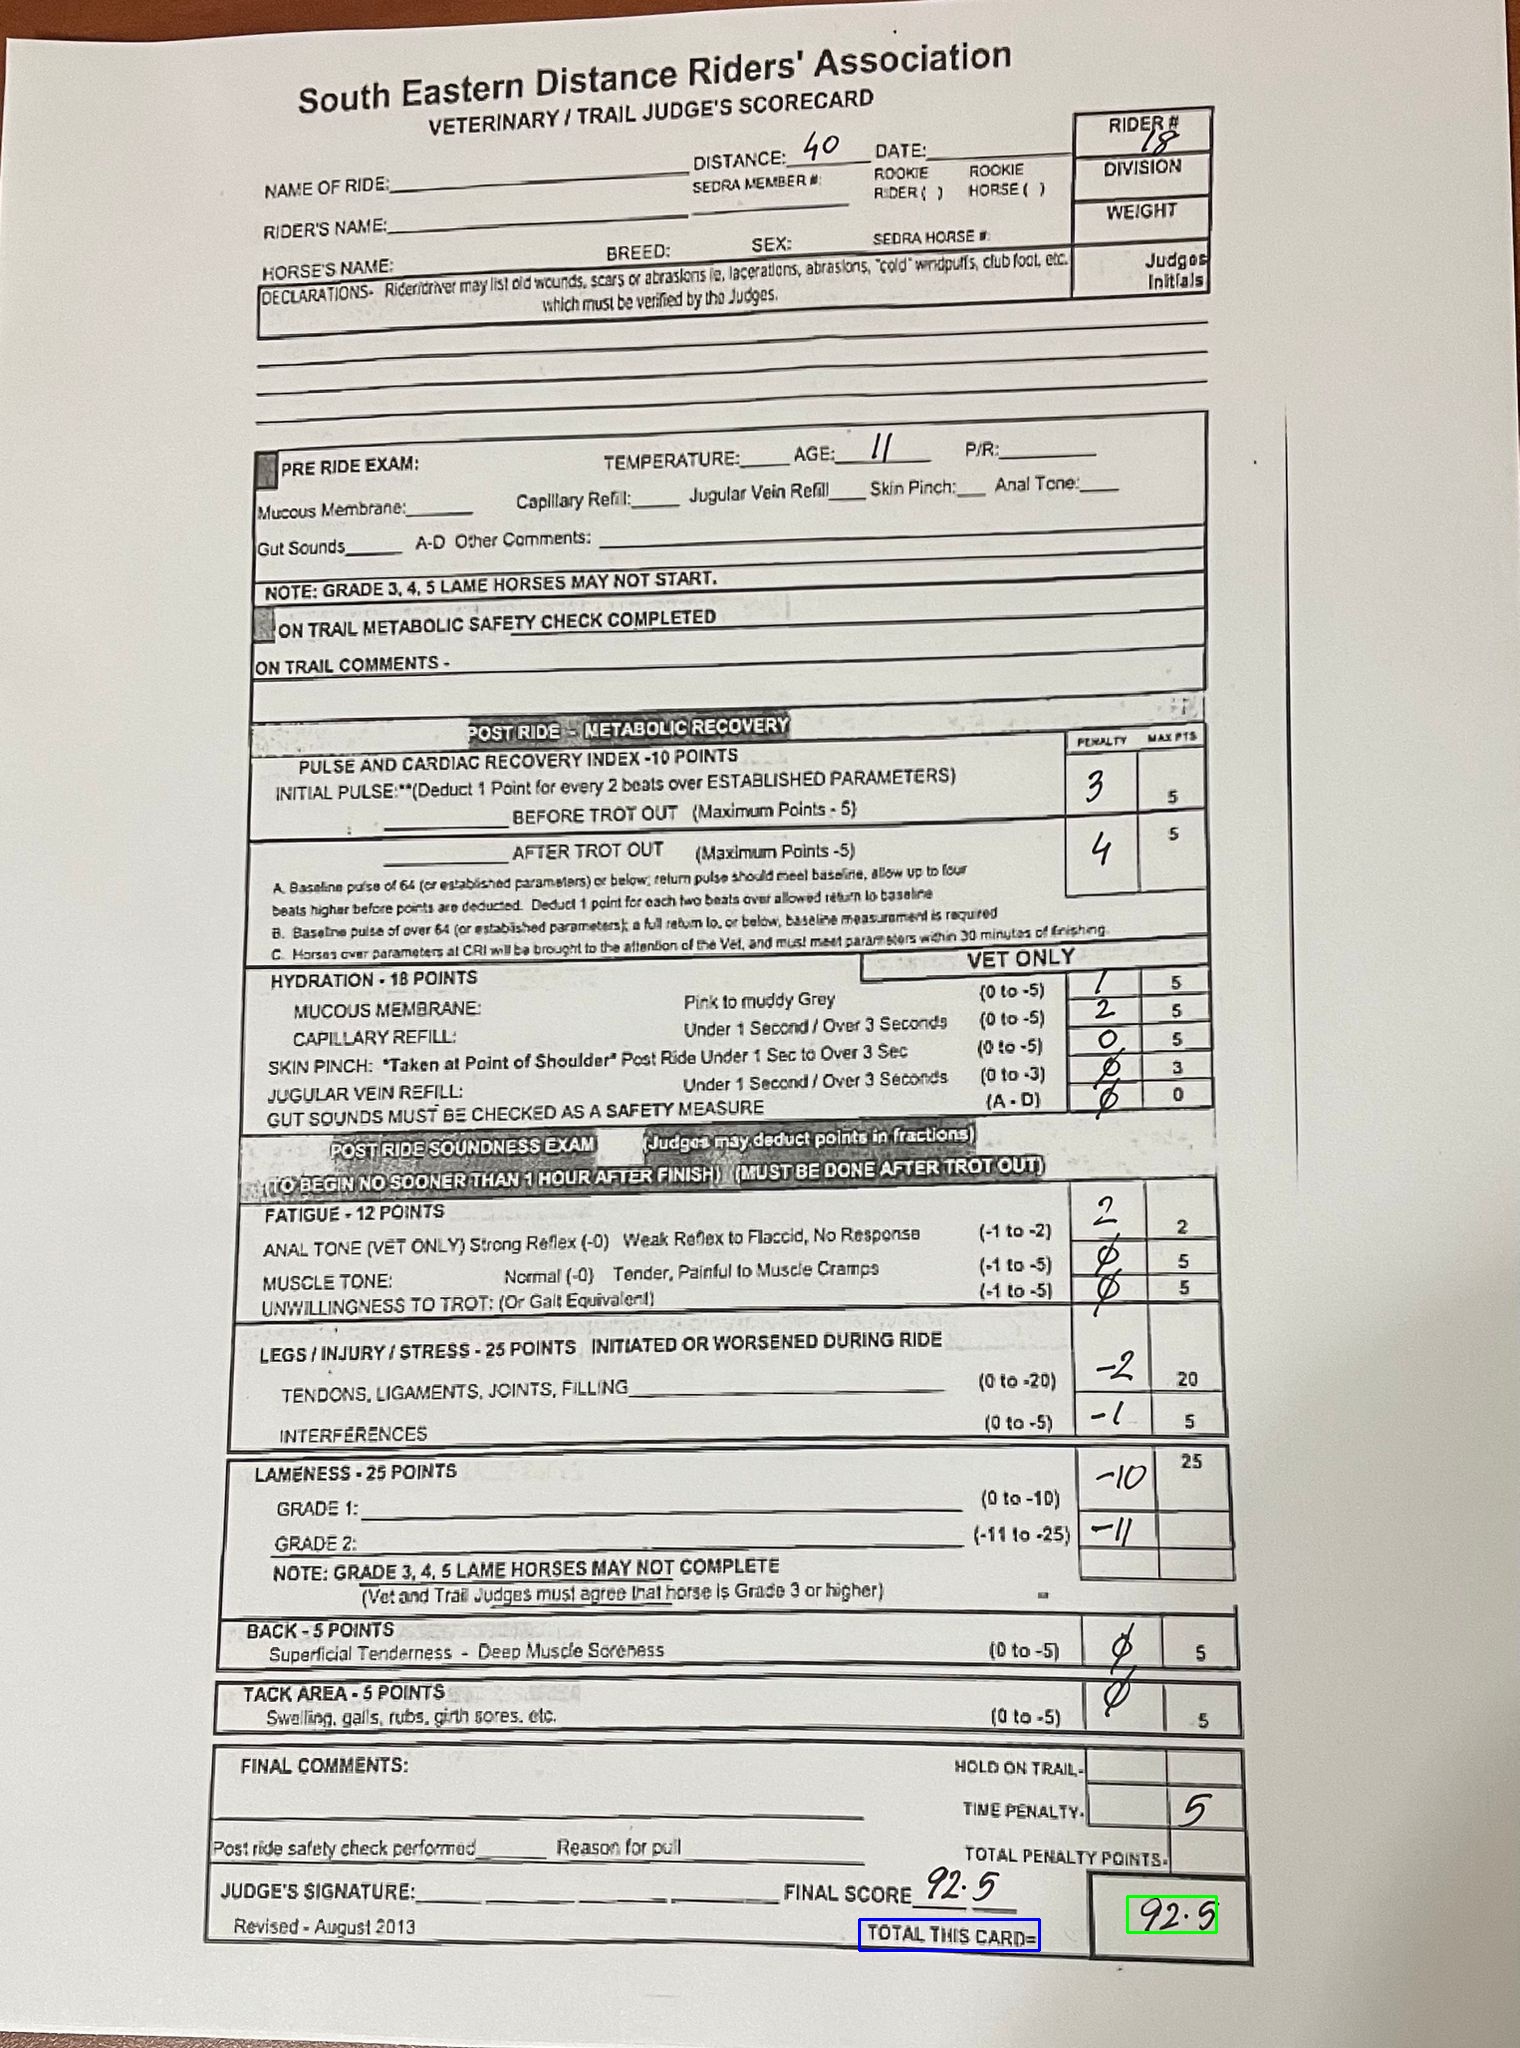 South Eastern Distance Riders' Association
VETERINARY / TRAIL JUDGE'S SCORECARD
RIDER #
18
NAME OF RIDE: DISTANCE: 40 DATE:
SEDRA MEMBER #: ROOKIE RIDER ( ) ROOKIE HORSE ( )
DIVISION
RIDER'S NAME:
WEIGHT
HORSE'S NAME: BREED: SEX: SEDRA HORSE #:
DECLARATIONS- Rider/driver may list old wounds, scars or abrasions ie, lacerations, abrasions, "cold" windpuffs, club foot, etc.
which must be verified by the Judges.
Judges
Initials
PRE RIDE EXAM: TEMPERATURE: AGE: 11 P/R:
Mucous Membrane: Capillary Refill: Jugular Vein Refill Skin Pinch: Anal Tone:
Gut Sounds A-D Other Comments:
NOTE: GRADE 3, 4, 5 LAME HORSES MAY NOT START.
ON TRAIL METABOLIC SAFETY CHECK COMPLETED
ON TRAIL COMMENTS -
POST RIDE - METABOLIC RECOVERY
PENALTY MAX PTS
PULSE AND CARDIAC RECOVERY INDEX -10 POINTS
INITIAL PULSE:**(Deduct 1 Point for every 2 beats over ESTABLISHED PARAMETERS)
BEFORE TROT OUT (Maximum Points - 5) 3 5
AFTER TROT OUT (Maximum Points -5) 4 5
A. Baseline pulse of 64 (or established parameters) or below; return pulse should meet baseline, allow up to four
beats higher before points are deducted. Deduct 1 point for each two beats over allowed return to baseline
B. Baseline pulse of over 64 (or established parameters); a full return to, or below, baseline measurement is required
C. Horses over parameters at CRI will be brought to the attention of the Vet, and must meet parameters within 30 minutes of finishing.
VET ONLY
HYDRATION - 18 POINTS
MUCOUS MEMBRANE: Pink to muddy Grey (0 to -5) 1 5
CAPILLARY REFILL: Under 1 Second / Over 3 Seconds (0 to -5) 2 5
SKIN PINCH: *Taken at Point of Shoulder* Post Ride Under 1 Sec to Over 3 Sec (0 to -5) 0 5
JUGULAR VEIN REFILL: Under 1 Second / Over 3 Seconds (0 to -3) Ø 3
GUT SOUNDS MUST BE CHECKED AS A SAFETY MEASURE (A - D) Ø 0
POST RIDE SOUNDNESS EXAM (Judges may deduct points in fractions)
(TO BEGIN NO SOONER THAN 1 HOUR AFTER FINISH) (MUST BE DONE AFTER TROT OUT)
FATIGUE - 12 POINTS
ANAL TONE (VET ONLY) Strong Reflex (-0) Weak Reflex to Flaccid, No Response (-1 to -2) 2 2
MUSCLE TONE: Normal (-0) Tender, Painful to Muscle Cramps (-1 to -5) Ø 5
UNWILLINGNESS TO TROT: (Or Gait Equivalent) (-1 to -5) Ø 5
LEGS / INJURY / STRESS - 25 POINTS INITIATED OR WORSENED DURING RIDE
TENDONS, LIGAMENTS, JOINTS, FILLING (0 to -20) -2 20
INTERFERENCES (0 to -5) -1 5
LAMENESS - 25 POINTS 25
GRADE 1: (0 to -10) -10
GRADE 2: (-11 to -25) -11
NOTE: GRADE 3, 4, 5 LAME HORSES MAY NOT COMPLETE
(Vet and Trail Judges must agree that horse is Grade 3 or higher)
BACK - 5 POINTS
Superficial Tenderness - Deep Muscle Soreness (0 to -5) Ø 5
TACK AREA - 5 POINTS
Swelling, galls, rubs, girth sores, etc. (0 to -5) Ø 5
FINAL COMMENTS: HOLD ON TRAIL-
TIME PENALTY- 5
Post ride safety check performed Reason for pull TOTAL PENALTY POINTS-
JUDGE'S SIGNATURE: FINAL SCORE 92.5
Revised - August 2013 TOTAL THIS CARD= 92.5